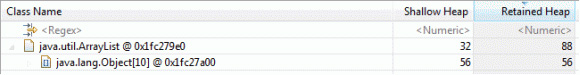 Class Name Shallow Heap Retained Heap
<Regex> <Numeric> <Numeric>
java.util.ArrayList @ 0x1fc279e0 32 88
java.lang.Object[10] @ 0x1fc27a00 56 56